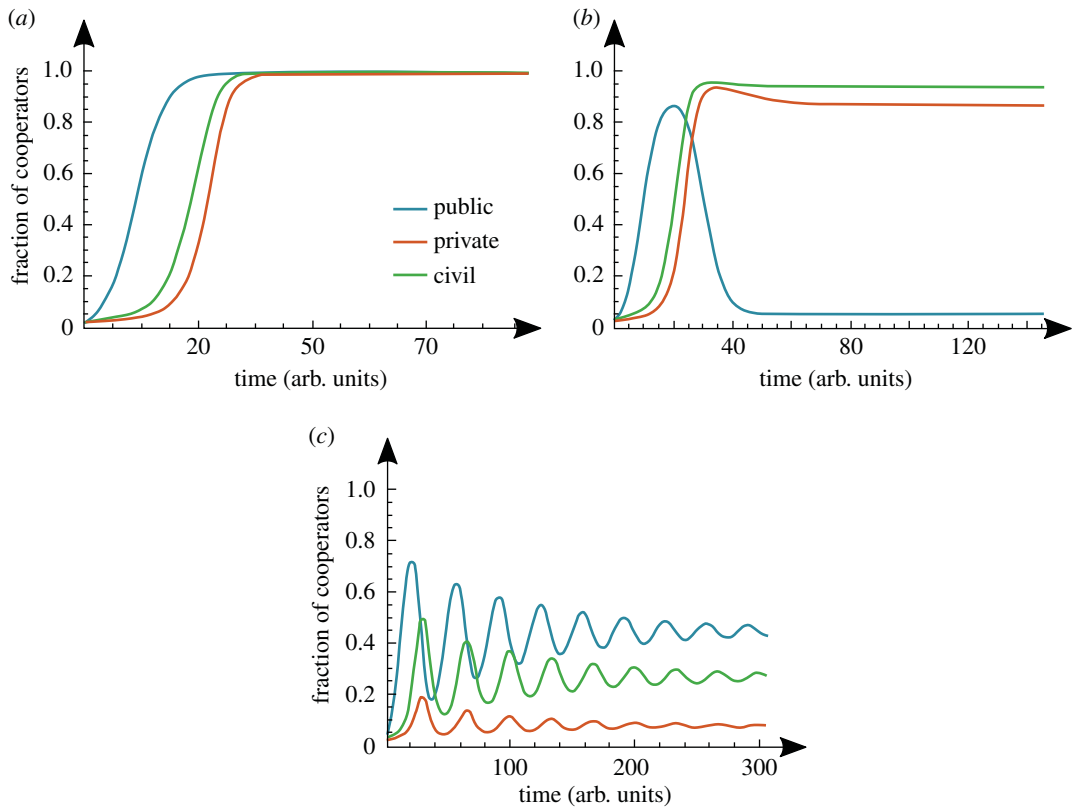 (a)
fraction of cooperators
1.0
0.8
0.6
0.4
0.2
0
20 50 70
time (arb. units)
public
private
civil
(b)
1.0
0.8
0.6
0.4
0.2
0
40 80 120
time (arb. units)
(c)
fraction of cooperators
1.0
0.8
0.6
0.4
0.2
0
100 200 300
time (arb. units)